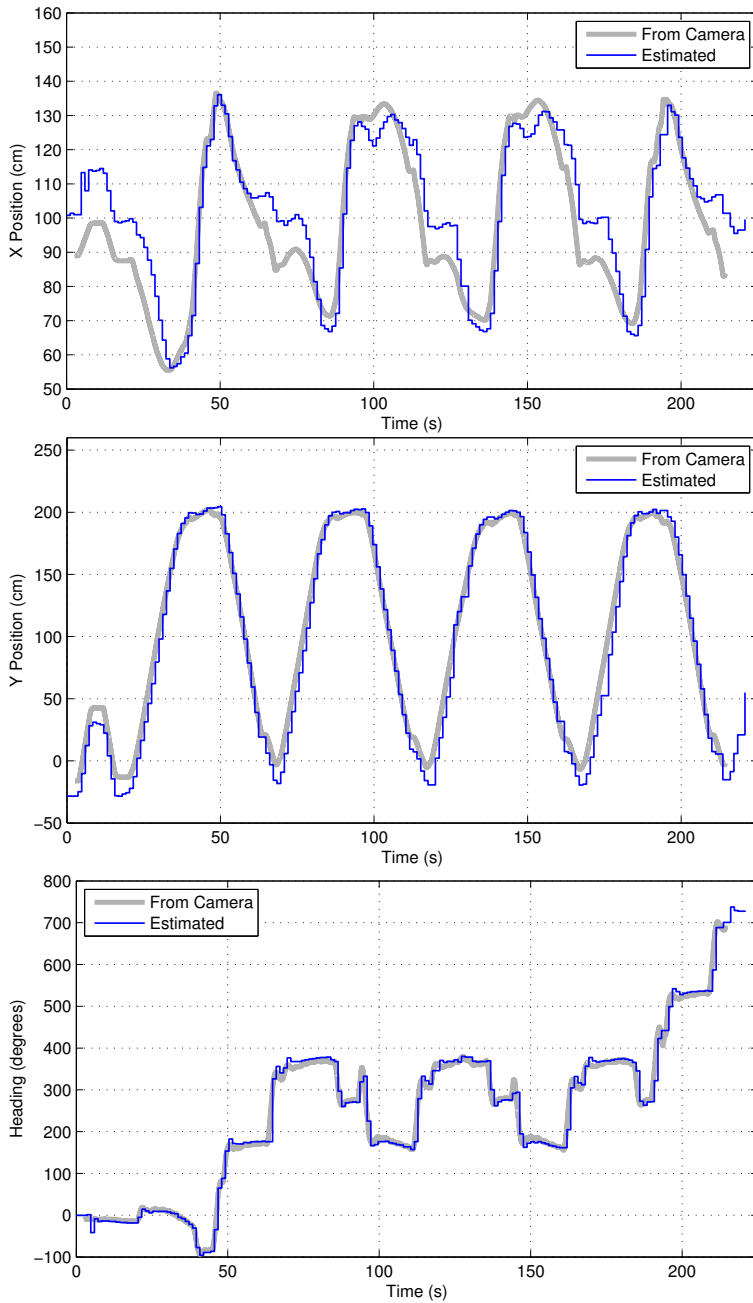 160
150
140
130
120
110
100
90
80
70
60
50
X Position (cm)
From Camera
Estimated
0 50 100 150 200
Time (s)
250
200
150
100
50
0
−50
Y Position (cm)
From Camera
Estimated
0 50 100 150 200
Time (s)
800
700
600
500
400
300
200
100
0
−100
Heading (degrees)
From Camera
Estimated
0 50 100 150 200
Time (s)